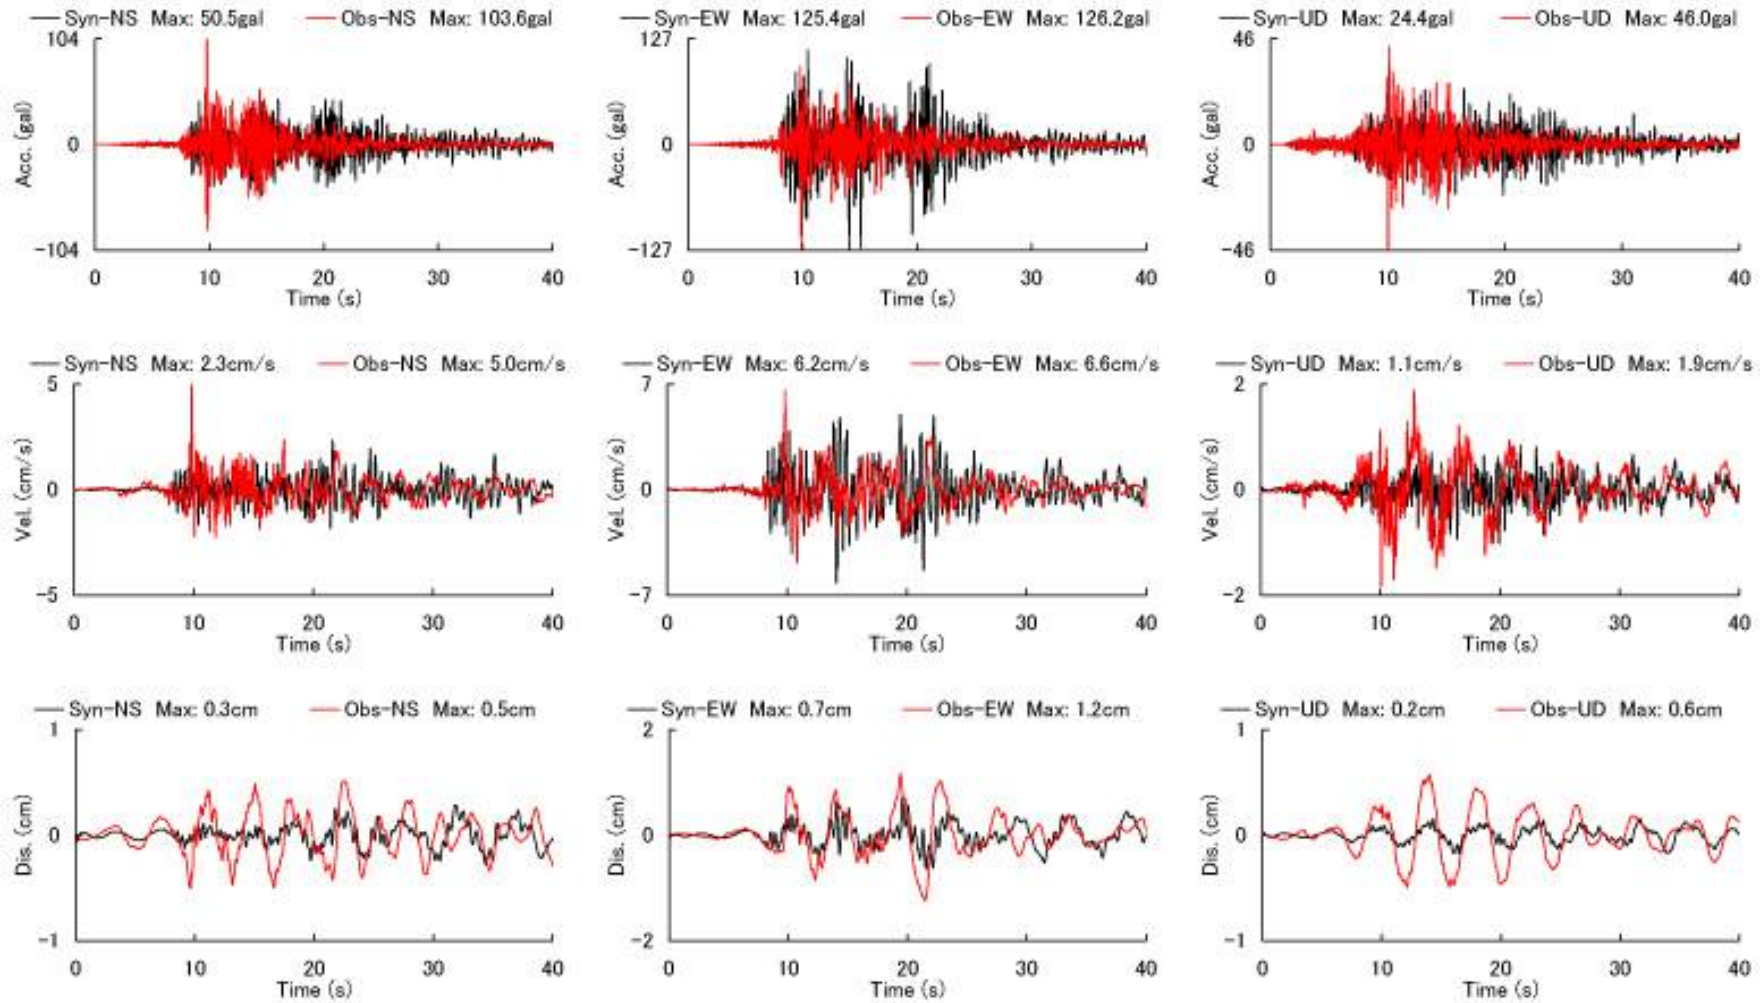 Syn-NS Max: 50.5gal Obs-NS Max: 103.6gal
104
0
-104
Acc. (gal)
0 10 20 30 40
Time (s)
Syn-EW Max: 125.4gal Obs-EW Max: 126.2gal
127
0
-127
Acc. (gal)
0 10 20 30 40
Time (s)
Syn-UD Max: 24.4gal Obs-UD Max: 46.0gal
46
0
-46
Acc. (gal)
0 10 20 30 40
Time (s)
Syn-NS Max: 2.3cm/s Obs-NS Max: 5.0cm/s
5
0
-5
Vel. (cm/s)
0 10 20 30 40
Time (s)
Syn-EW Max: 6.2cm/s Obs-EW Max: 6.6cm/s
7
0
-7
Vel. (cm/s)
0 10 20 30 40
Time (s)
Syn-UD Max: 1.1cm/s Obs-UD Max: 1.9cm/s
2
0
-2
Vel. (cm/s)
0 10 20 30 40
Time (s)
Syn-NS Max: 0.3cm Obs-NS Max: 0.5cm
1
0
-1
Dis. (cm)
0 10 20 30 40
Time (s)
Syn-EW Max: 0.7cm Obs-EW Max: 1.2cm
2
0
-2
Dis. (cm)
0 10 20 30 40
Time (s)
Syn-UD Max: 0.2cm Obs-UD Max: 0.6cm
1
0
-1
Dis. (cm)
0 10 20 30 40
Time (s)